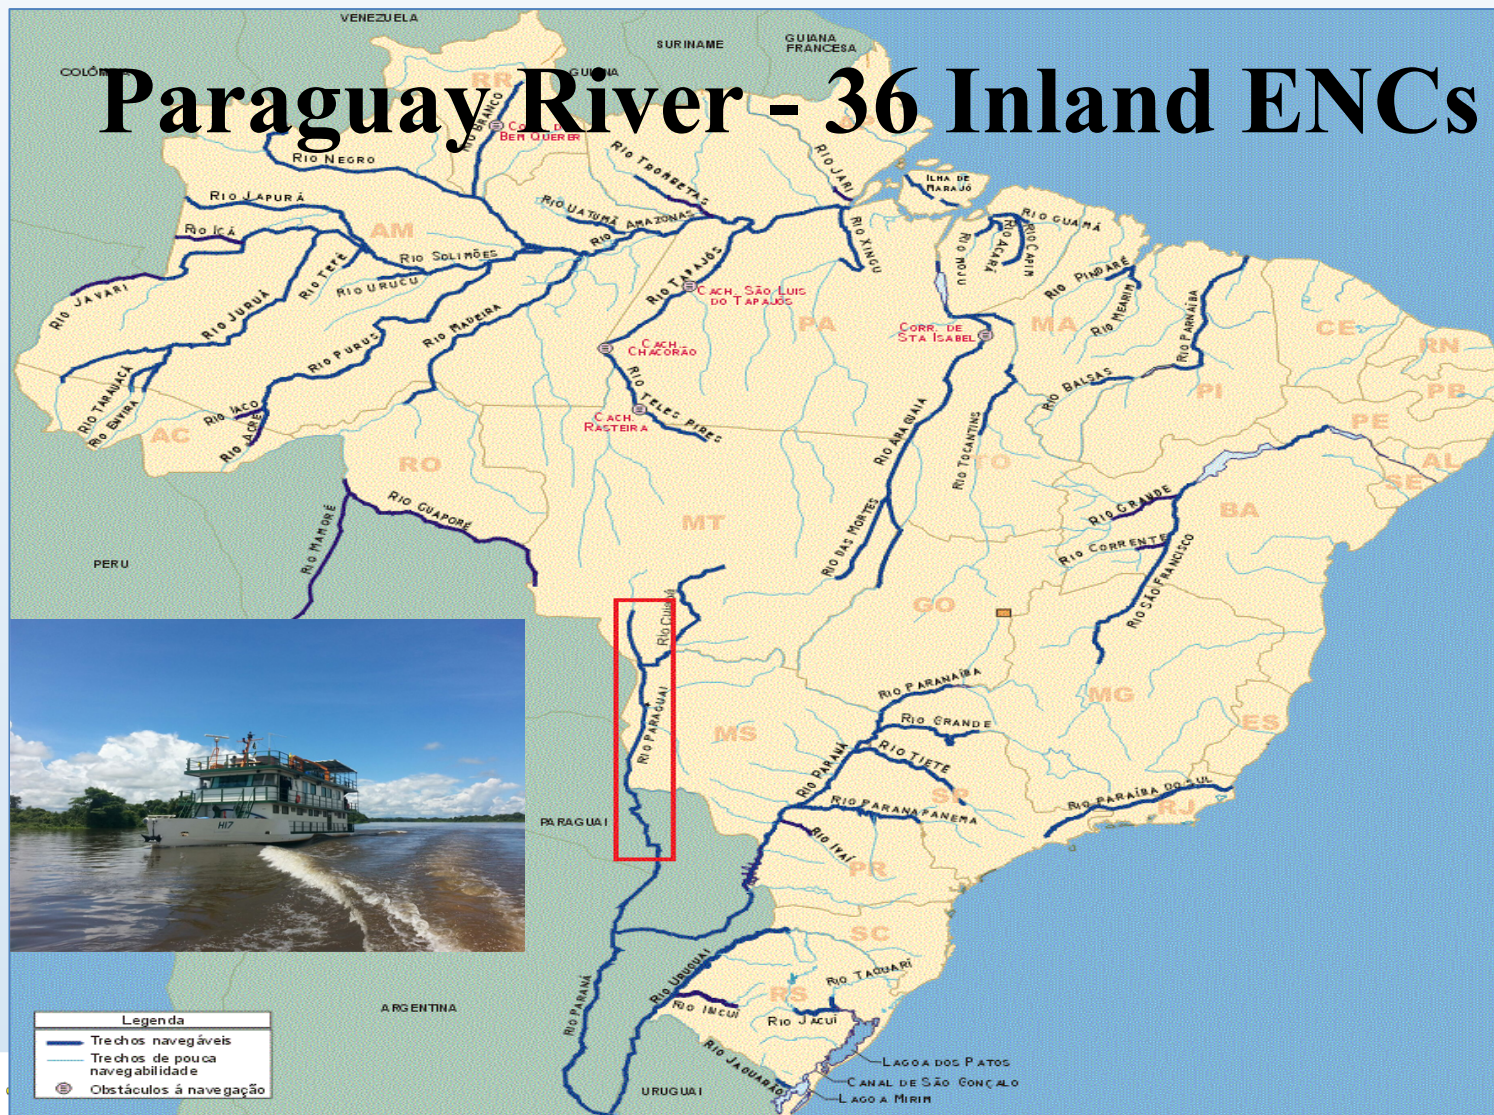 VENEZUELA
SURINAME
GUIANA
FRANCESA
Paraguay River - 36 Inland ENCs
RR
RIO BRANCO
BEM QUERER
RIO NEGRO
RIO TROMBETAS
RIO JARI
ILHA DE
MARAJÓ
RIO JAPURÁ
RIO UATUMÃ
RIO AMAZONAS
RIO GUAMÁ
RIO IÇÁ
AM
RIO XINGU
RIO MOJU
RIO ACARÁ
RIO CAPIM
RIO SOLIMÕES
RIO TEFÉ
RIO URUCU
RIO TAPAJÓS
CACH. SÃO LUIS
DO TAPAJÓS
RIO PINDARÉ
RIO MEARIM
RIO PARNAÍBA
RIO JAVARI
RIO JURUÁ
RIO PURUS
RIO MADEIRA
PA
CORR. DE
STA ISABEL
MA
CE
RN
CACH.
CHACORÃO
RIO TARAUACÁ
RIO ENVIRA
RIO IACO
RIO ACRE
AC
RIO TELES PIRES
CACH.
RASTEIRA
RIO BALSAS
PI
PB
PE
AL
SE
RO
RIO ARAGUAIA
RIO TOCANTINS
TO
RIO GUAPORÉ
RIO MAMORÉ
MT
RIO DAS MORTES
RIO GRANDE
RIO CORRENTE
BA
RIO SÃO FRANCISCO
PERU
GO
RIO PARAGUAI
MS
RIO PARANAÍBA
RIO GRANDE
MG
ES
RIO PARANÁ
RIO TIETÊ
SP
RIO PARANAPANEMA
RIO PARAÍBA DO SUL
RJ
H17
PARAGUAI
RIO IVAÍ
PR
SC
RIO URUGUAI
RIO TAQUARÍ
RS
RIO JACUÍ
RIO PARANÁ
ARGENTINA
RIO JAGUARÃO
LAGOA DOS PATOS
CANAL DE SÃO GONÇALO
LAGOA MIRIM
URUGUAI
Legenda
Trechos navegáveis
Trechos de pouca
navegabilidade
Obstáculos á navegação